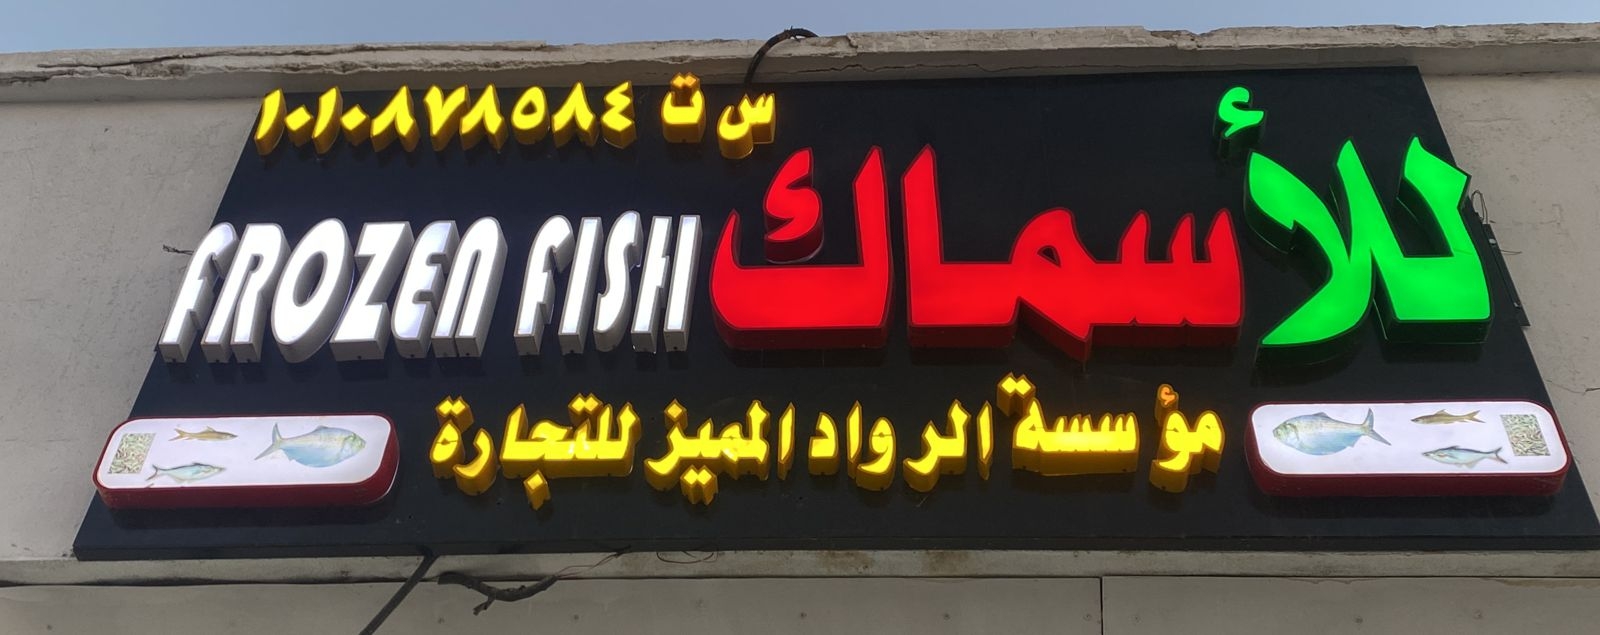 س ت ١٠١٠٨٧٨٥٨٤
للأسماك FROZEN FISH
مؤسسة الرواد المميز للتجارة